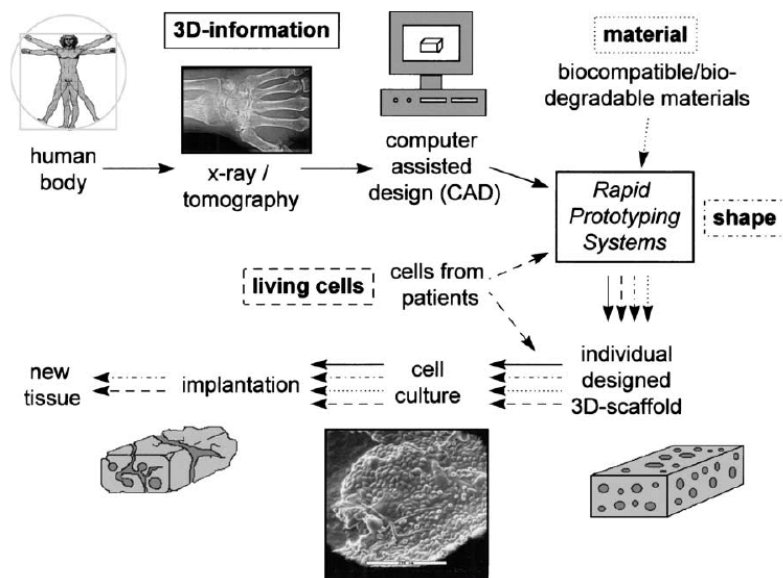 3D-information
material
biocompatible/bio-
degradable materials
human
body
x-ray /
tomography
computer
assisted
design (CAD)
Rapid
Prototyping
Systems
shape
living cells
cells from
patients
new
tissue
implantation
cell
culture
individual
designed
3D-scaffold